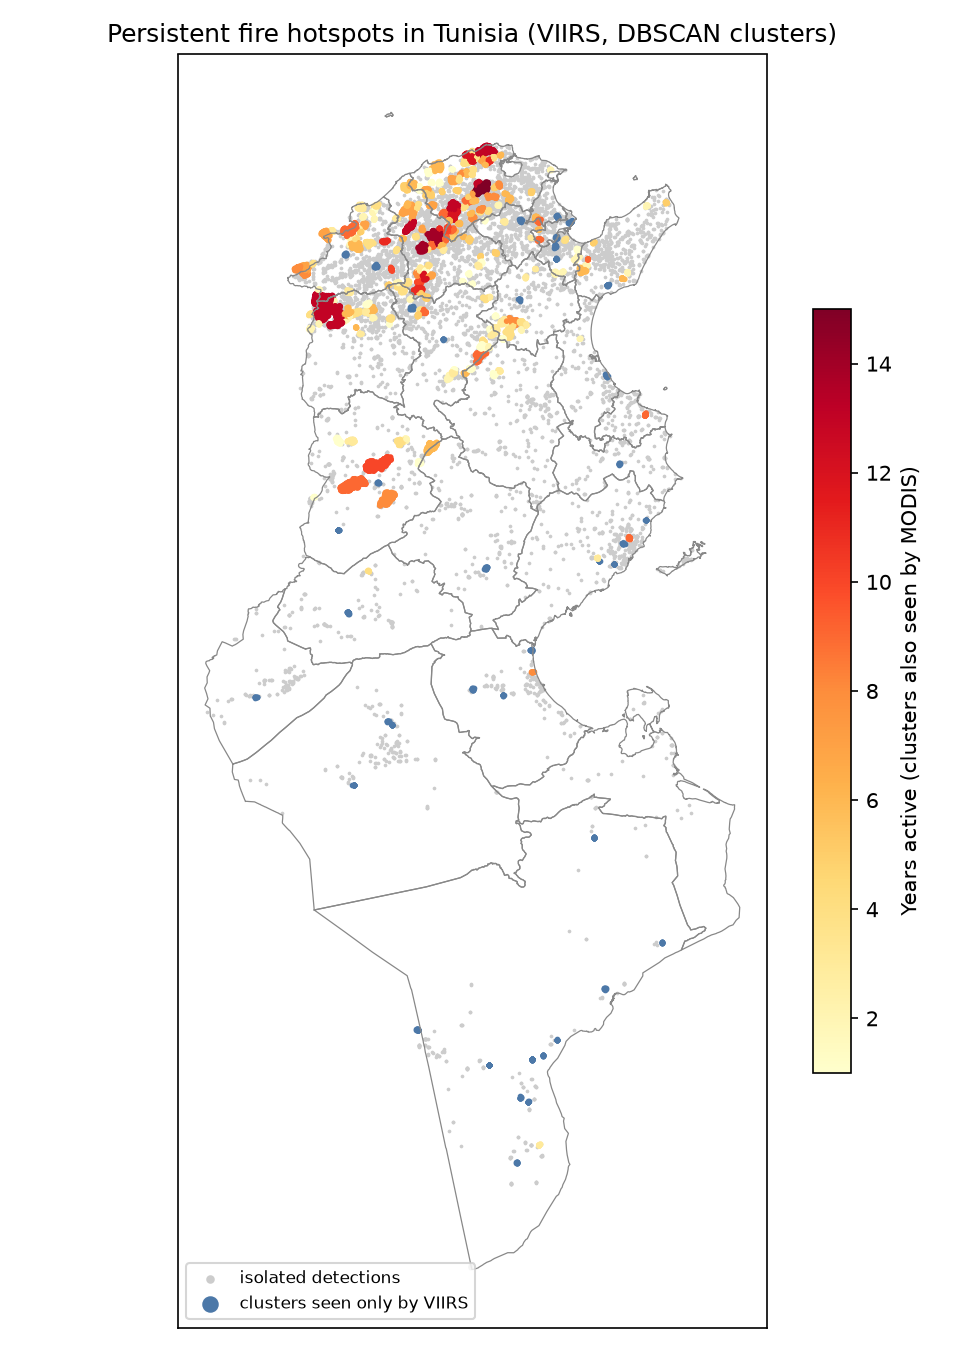 Persistent fire hotspots in Tunisia (VIIRS, DBSCAN clusters)
14
12
10
8
6
4
2
Years active (clusters also seen by MODIS)
isolated detections
clusters seen only by VIIRS